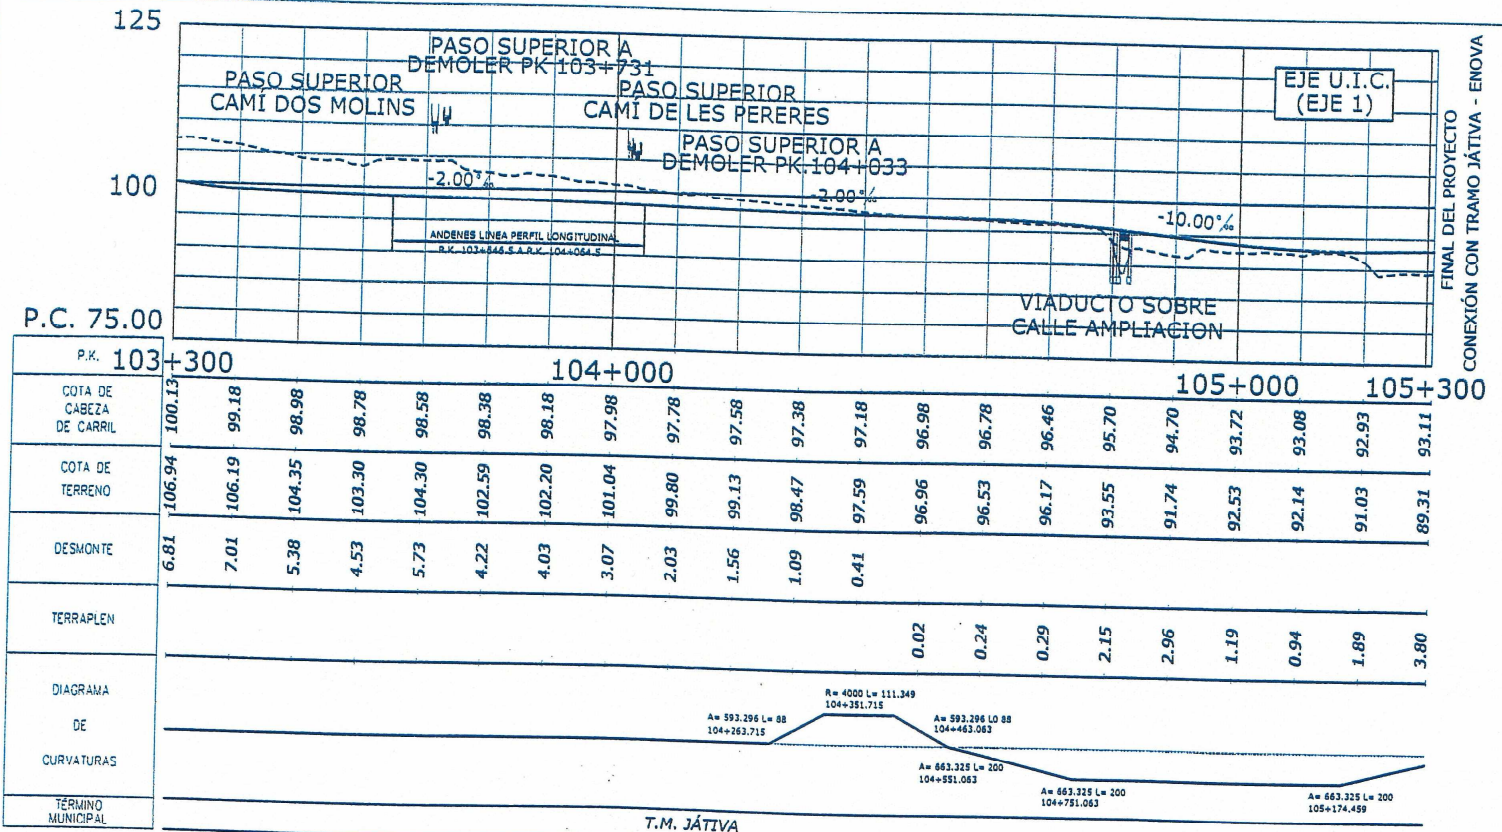 125
PASO SUPERIOR A
DEMOLER PK 103+731
PASO SUPERIOR
CAMÍ DOS MOLINS
PASO SUPERIOR
CAMÍ DE LES PERERES
EJE U.I.C.
(EJE 1)
PASO SUPERIOR A
DEMOLER PK.104+033
100
-2.00°/oo
-2.00°/oo
-10.00°/oo
ANDENES LINEA PERFIL LONGITUDINAL
P.K. 103+646.5 A P.K. 104+064.5
VIADUCTO SOBRE
CALLE AMPLIACION
FINAL DEL PROYECTO
CONEXIÓN CON TRAMO JÁTIVA - ENOVA
P.C. 75.00
P.K. 103+300 104+000 105+000 105+300
COTA DE
CABEZA
DE CARRIL
100.13 99.18 98.98 98.78 98.58 98.38 98.18 97.98 97.78 97.58 97.38 97.18 96.98 96.78 96.46 95.70 94.70 93.72 93.08 92.93 93.11
COTA DE
TERRENO
106.94 106.19 104.35 103.30 104.30 102.59 102.20 101.04 99.80 99.13 98.47 97.59 96.96 96.53 96.17 93.55 91.74 92.53 92.14 91.03 89.31
DESMONTE
6.81 7.01 5.38 4.53 5.73 4.22 4.03 3.07 2.03 1.56 1.09 0.41
TERRAPLEN
0.02 0.24 0.29 2.15 2.96 1.19 0.94 1.89 3.80
DIAGRAMA
DE
CURVATURAS
A= 593.296 L= 88
104+263.715
R= 4000 L= 111.349
104+351.715
A= 593.296 L0 88
104+463.063
A= 663.325 L= 200
104+551.063
A= 663.325 L= 200
104+751.063
A= 663.325 L= 200
105+174.459
TÉRMINO
MUNICIPAL
T.M. JÁTIVA